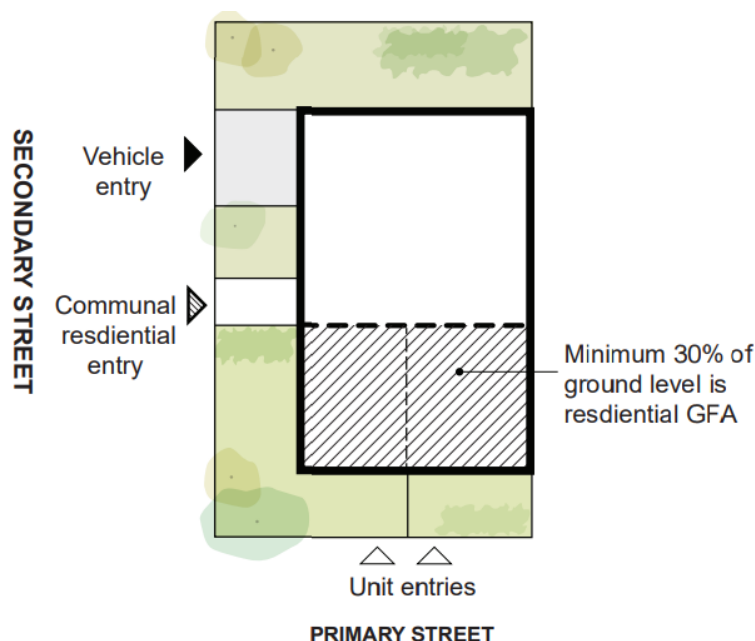 SECONDARY STREET
Vehicle
entry
Communal
resdiential
entry
Minimum 30% of
ground level is
resdiential GFA
Unit entries
PRIMARY STREET